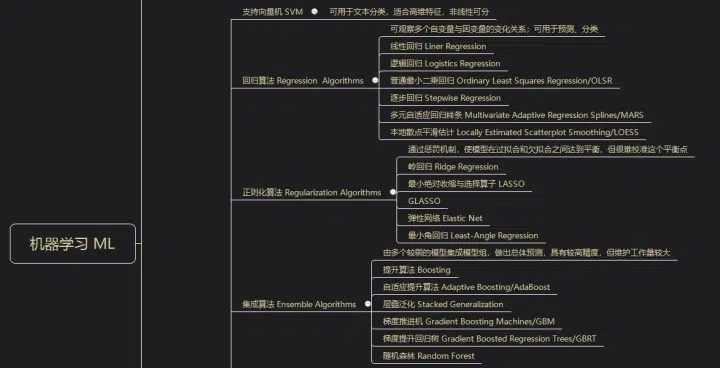 支持向量机 SVM
可用于文本分类，适合高维特征，非线性可分
可观察多个自变量与因变量的变化关系；可用于预测、分类
线性回归 Liner Regression
逻辑回归 Logistics Regression
回归算法 Regression Algorithms
普通最小二乘回归 Ordinary Least Squares Regression/OLSR
逐步回归 Stepwise Regression
多元自适应回归样条 Multivariate Adaptive Regression Splines/MARS
本地散点平滑估计 Locally Estimated Scatterplot Smoothing/LOESS
通过惩罚机制，使模型在过拟合和欠拟合之间达到平衡，但很难校准这个平衡点
岭回归 Ridge Regression
最小绝对收缩与选择算子 LASSO
正则化算法 Regularization Algorithms
GLASSO
弹性网络 Elastic Net
最小角回归 Least-Angle Regression
机器学习 ML
由多个较弱的模型集成模型组，做出总体预测，具有较高精度，但维护工作量较大
提升算法 Boosting
自适应提升算法 Adaptive Boosting/AdaBoost
集成算法 Ensemble Algorithms
层叠泛化 Stacked Generalization
梯度推进机 Gradient Boosting Machines/GBM
梯度提升回归树 Gradient Boosted Regression Trees/GBRT
随机森林 Random Forest